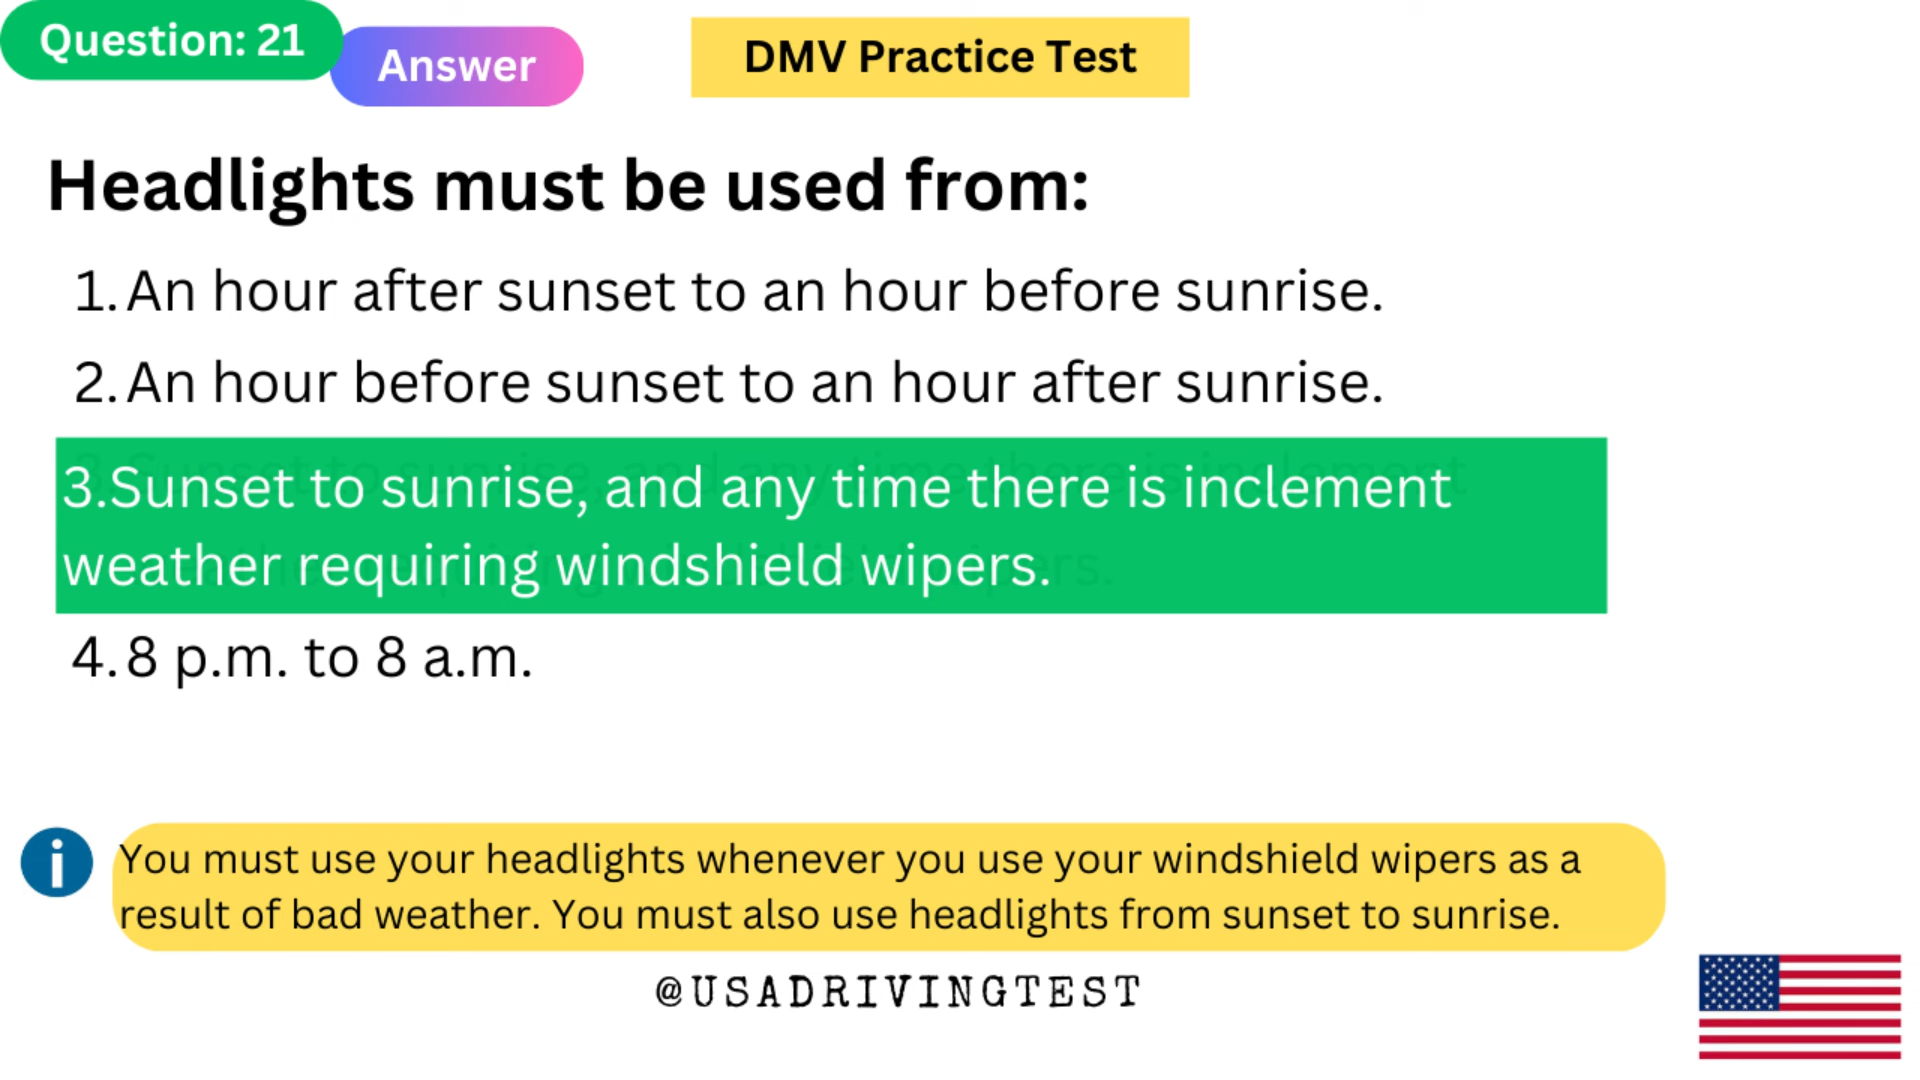 Question: 21
Answer
DMV Practice Test
Headlights must be used from:
1. An hour after sunset to an hour before sunrise.
2. An hour before sunset to an hour after sunrise.
3.Sunset to sunrise, and any time there is inclement
weather requiring windshield wipers.
4. 8 p.m. to 8 a.m.
i
You must use your headlights whenever you use your windshield wipers as a
result of bad weather. You must also use headlights from sunset to sunrise.
@USADRIVINGTEST